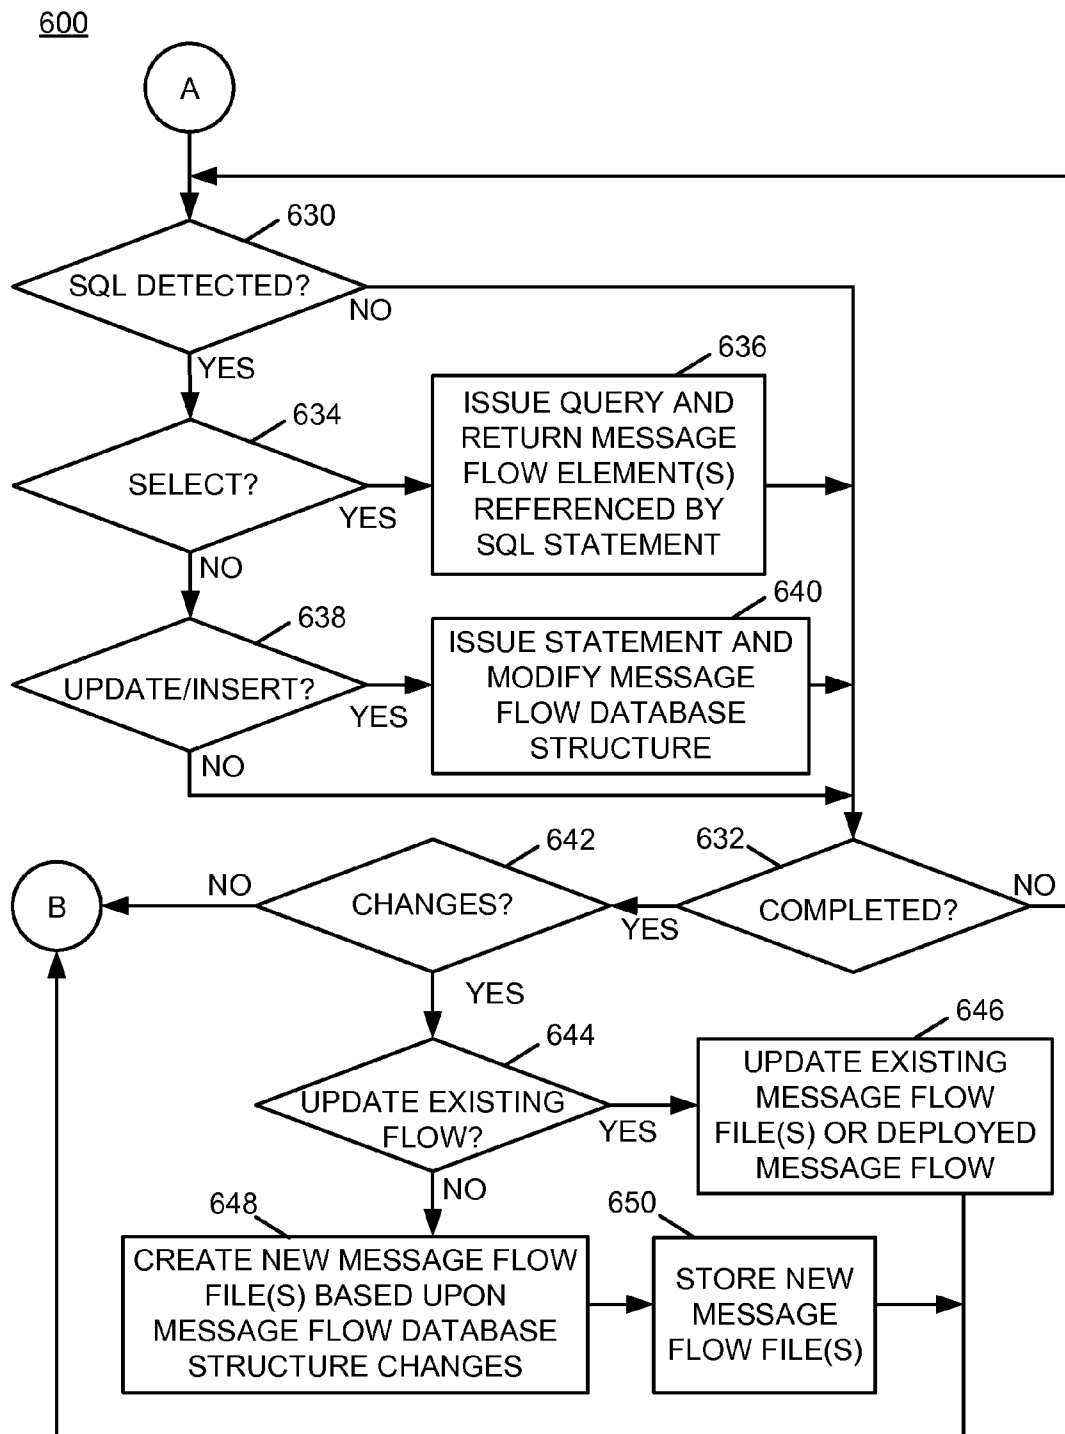 600
A
630
SQL DETECTED?
NO
YES
636
ISSUE QUERY AND
RETURN MESSAGE
FLOW ELEMENT(S)
REFERENCED BY
SQL STATEMENT
634
SELECT?
YES
NO
640
ISSUE STATEMENT AND
MODIFY MESSAGE
FLOW DATABASE
STRUCTURE
638
UPDATE/INSERT?
YES
NO
642
632
NO
CHANGES?
YES
COMPLETED?
NO
B
YES
644
646
UPDATE EXISTING
FLOW?
YES
UPDATE EXISTING
MESSAGE FLOW
FILE(S) OR DEPLOYED
MESSAGE FLOW
NO
648
CREATE NEW MESSAGE FLOW
FILE(S) BASED UPON
MESSAGE FLOW DATABASE
STRUCTURE CHANGES
650
STORE NEW
MESSAGE
FLOW FILE(S)